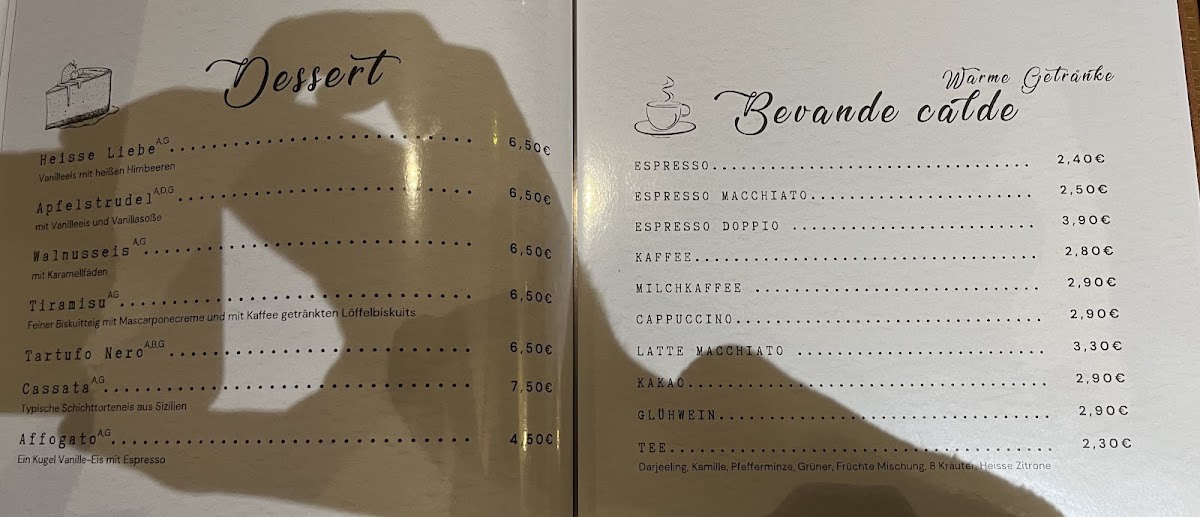 Dessert
Heisse Liebe A,G 6,50€
Vanilleeis mit heißen Himbeeren
Apfelstrudel A,D,G 6,50€
mit Vanilleeis und Vanillasoße
Walnusseis A,G 6,50€
mit Karamellfäden
Tiramisu A,G 6,50€
Feiner Biskuitteig mit Mascarponecreme und mit Kaffee getränkten Löffelbiskuits
Tartufo Nero A,B,G 6,50€
Cassata A,G 7,50€
Typische Schichttorteneis aus Sizilien
Affogato A,G 4,50€
Ein Kugel Vanille-Eis mit Espresso
Warme Getränke
Bevande calde
ESPRESSO 2,40€
ESPRESSO MACCHIATO 2,50€
ESPRESSO DOPPIO 3,90€
KAFFEE 2,80€
MILCHKAFFEE 2,90€
CAPPUCCINO 2,90€
LATTE MACCHIATO 3,30€
KAKAO 2,90€
GLÜHWEIN 2,90€
TEE 2,30€
Darjeeling, Kamille, Pfefferminze, Grüner, Früchte Mischung, 8 Kräuter, Heisse Zitrone